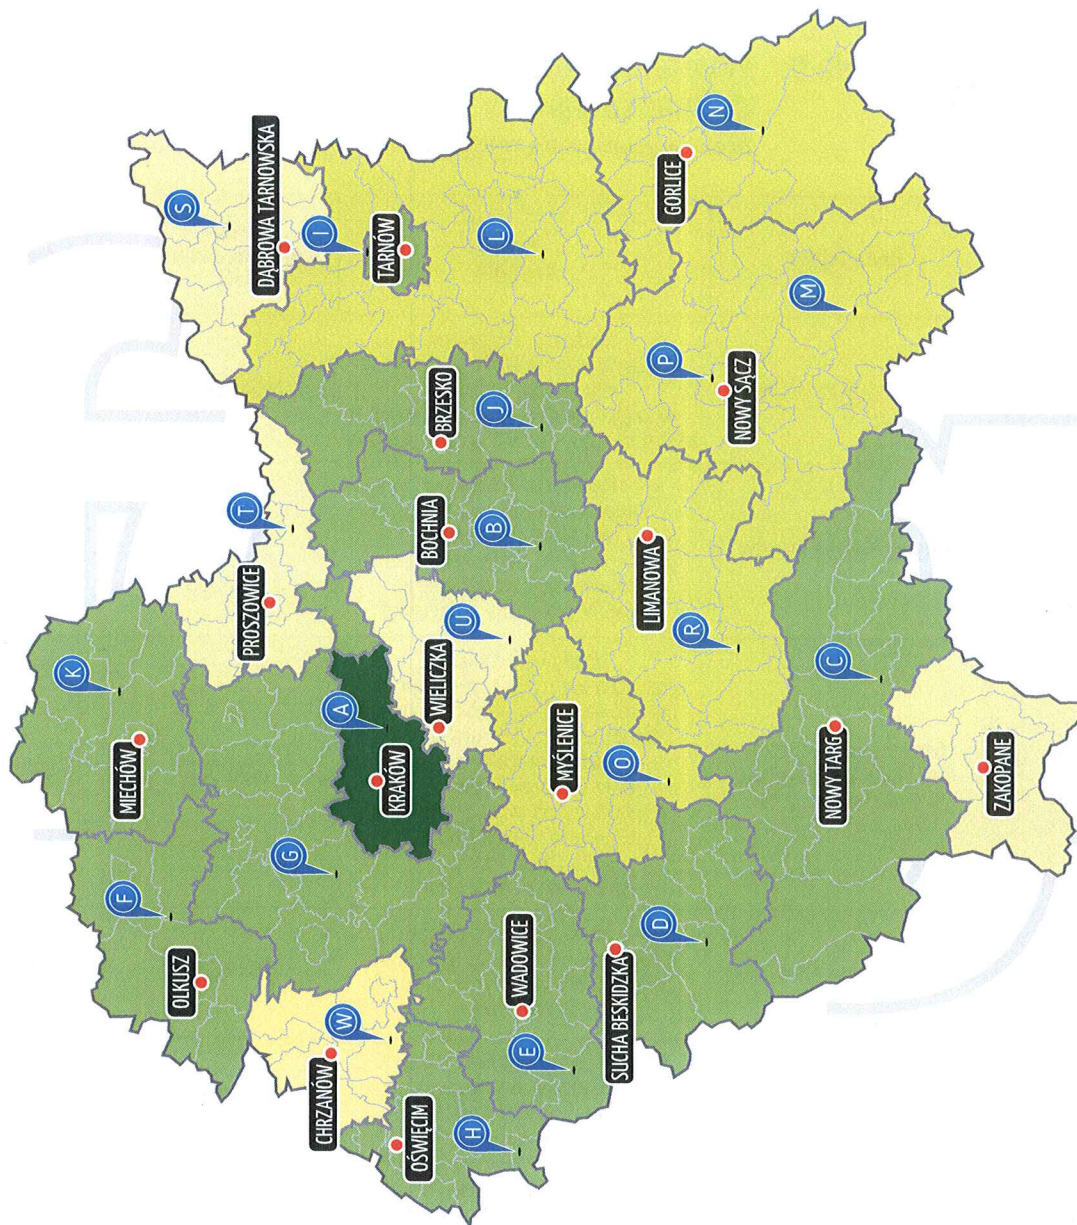 K
F
MIECHÓW
OLKUSZ
S
T
PROSZOWICE
DĄBROWA TARNOWSKA
G
I
CHRZANÓW
W
A
TARNÓW
KRAKÓW
OŚWIĘCIM
BOCHNIA
WIELICZKA
BRZESKO
U
H
B
J
L
WADOWICE
E
MYŚLENICE
SUCHA BESKIDZKA
O
LIMANOWA
D
P
GORLICE
R
N
NOWY SĄCZ
M
NOWY TARG
C
ZAKOPANE